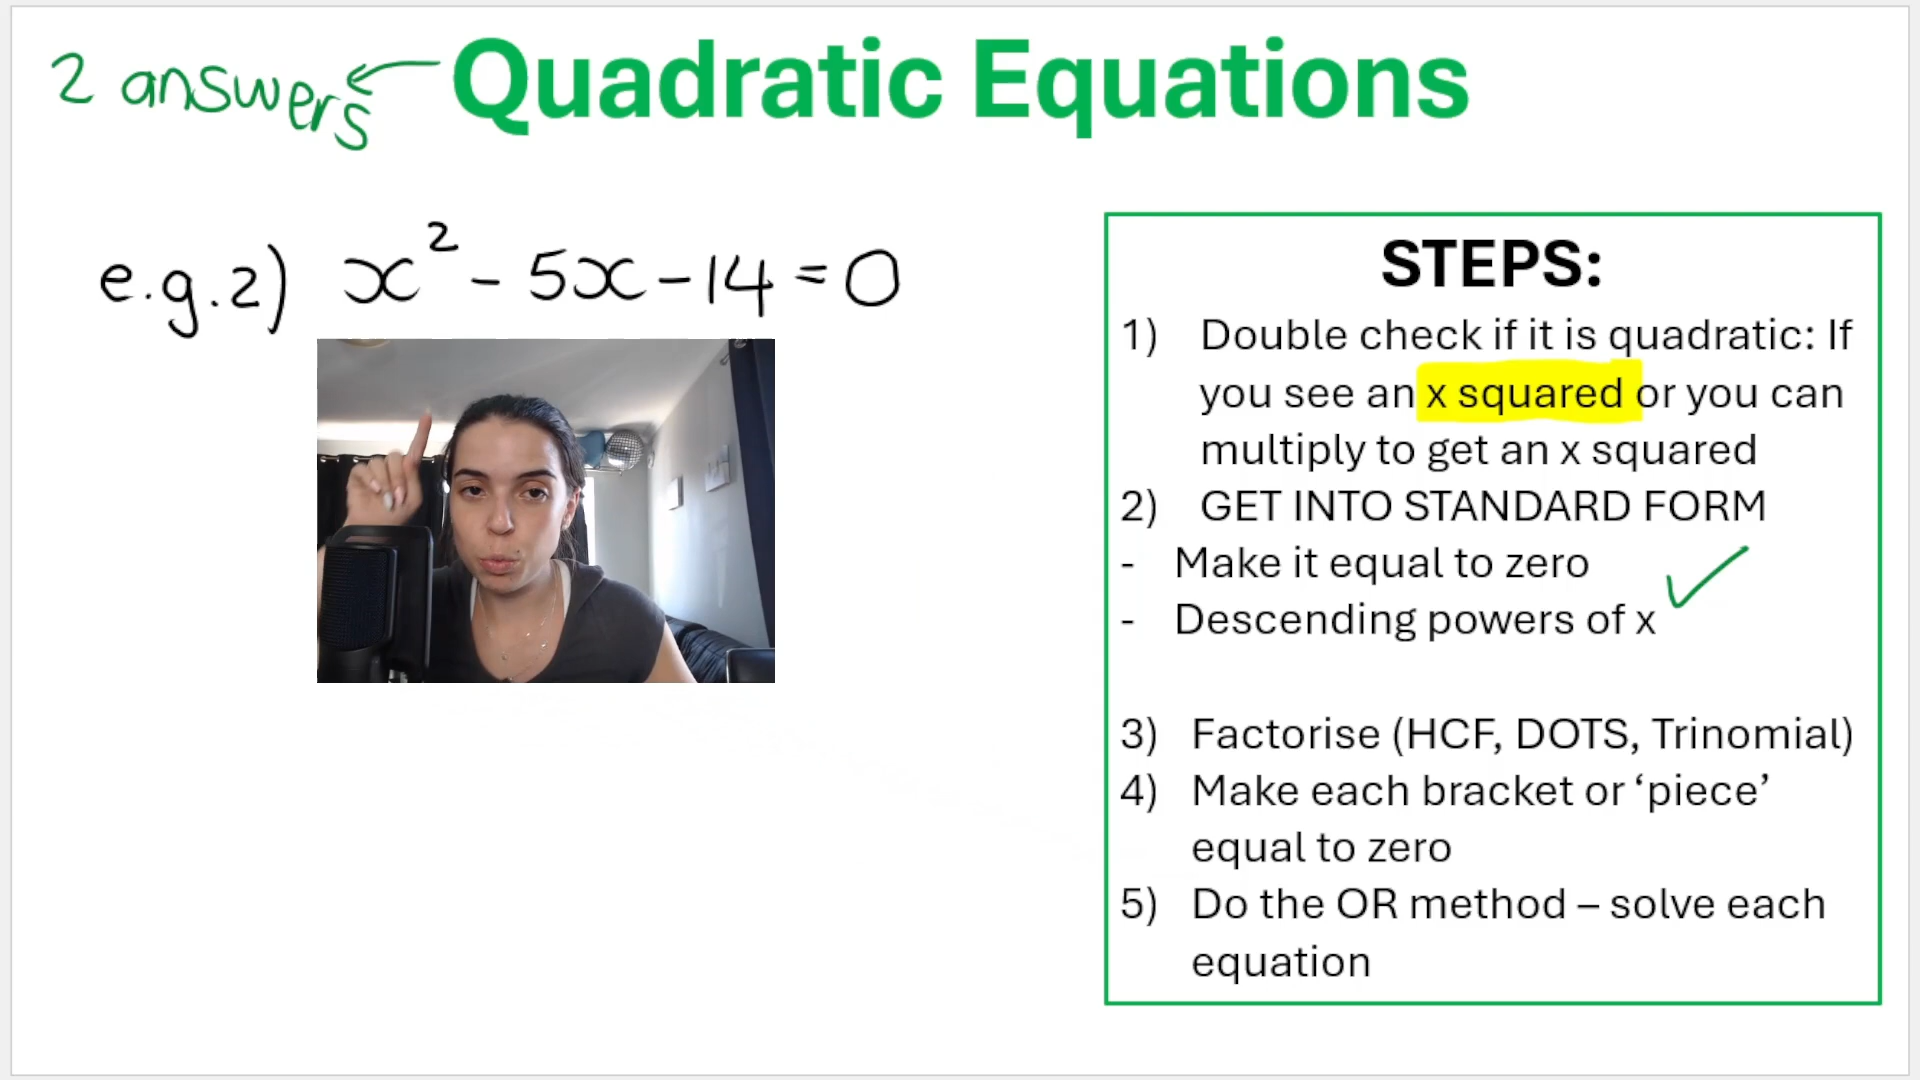 2 answers
Quadratic Equations
e.g.2) x² - 5x - 14 = 0
STEPS:
1) Double check if it is quadratic: If
you see an x squared or you can
multiply to get an x squared
2) GET INTO STANDARD FORM
- Make it equal to zero
- Descending powers of x
3) Factorise (HCF, DOTS, Trinomial)
4) Make each bracket or ‘piece’
equal to zero
5) Do the OR method – solve each
equation